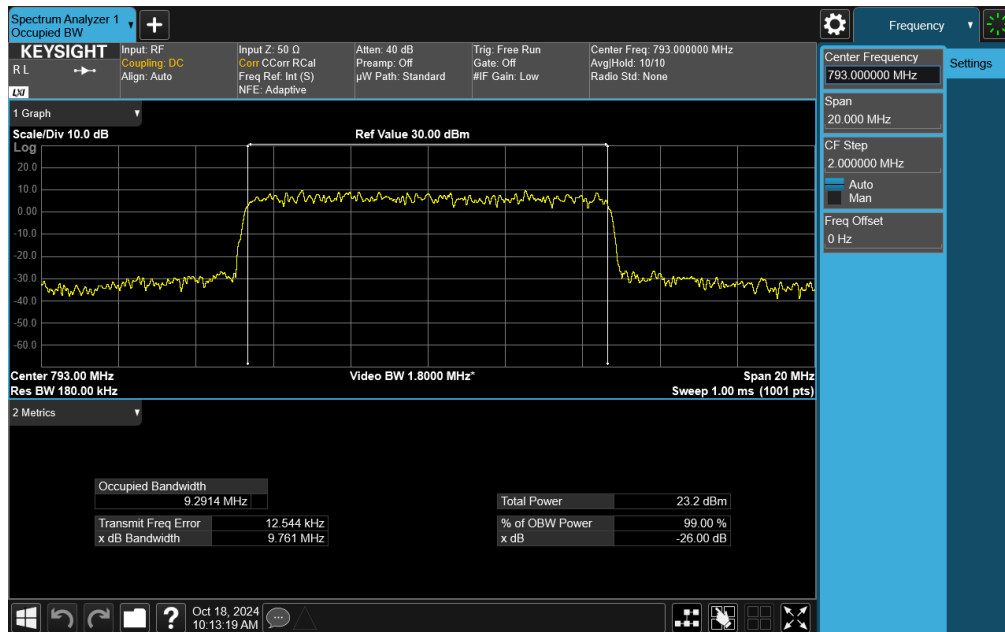 Spectrum Analyzer 1
Occupied BW
Frequency
KEYSIGHT
R L
LXI
Input: RF
Coupling: DC
Align: Auto
Input Z: 50 Ω
Corr CCorr RCal
Freq Ref: Int (S)
NFE: Adaptive
Atten: 40 dB
Preamp: Off
µW Path: Standard
Trig: Free Run
Gate: Off
#IF Gain: Low
Center Freq: 793.000000 MHz
Avg|Hold: 10/10
Radio Std: None
Center Frequency
793.000000 MHz
Settings
Span
20.000 MHz
CF Step
2.000000 MHz
Auto
Man
Freq Offset
0 Hz
1 Graph
Scale/Div 10.0 dB
Ref Value 30.00 dBm
Log
20.0
10.0
0.00
-10.0
-20.0
-30.0
-40.0
-50.0
-60.0
Center 793.00 MHz
Video BW 1.8000 MHz*
Span 20 MHz
Res BW 180.00 kHz
Sweep 1.00 ms (1001 pts)
2 Metrics
Occupied Bandwidth
9.2914 MHz
Total Power 23.2 dBm
Transmit Freq Error 12.544 kHz
% of OBW Power 99.00 %
x dB Bandwidth 9.761 MHz
x dB -26.00 dB
?
Oct 18, 2024
10:13:19 AM